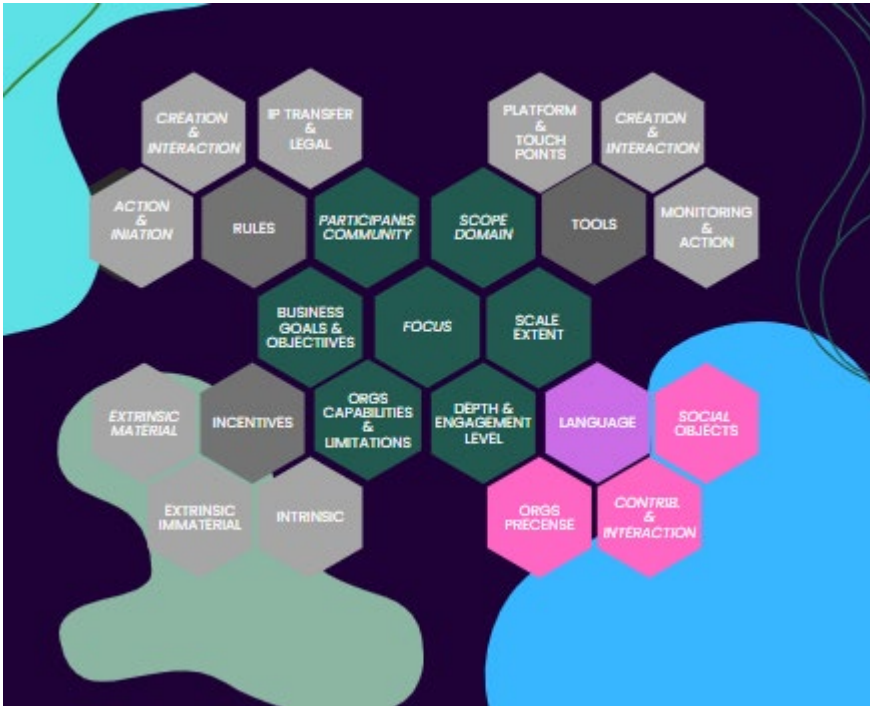 CREATION
&
INTERACTION
IP TRANSFER
&
LEGAL
PLATFORM
&
TOUCH
POINTS
CREATION
&
INTERACTION
ACTION
&
INIATION
RULES
PARTICIPANtS
COMMUNITY
SCOPE
DOMAIN
TOOLS
MONITORING
&
ACTION
BUSINESS
GOALS &
OBJECTIIVES
FOCUS
SCALE
EXTENT
EXTRINSIC
MATERIAL
INCENTIVES
ORGS
CAPABILITIES
&
LIMITATIONS
DEPTH &
ENGAGEMENT
LEVEL
LANGUAGE
SOCIAL
OBJECTS
EXTRINSIC
IMMATERIAL
INTRINSIC
ORGS
PRECENSE
CONTRIB.
&
INTERACTION